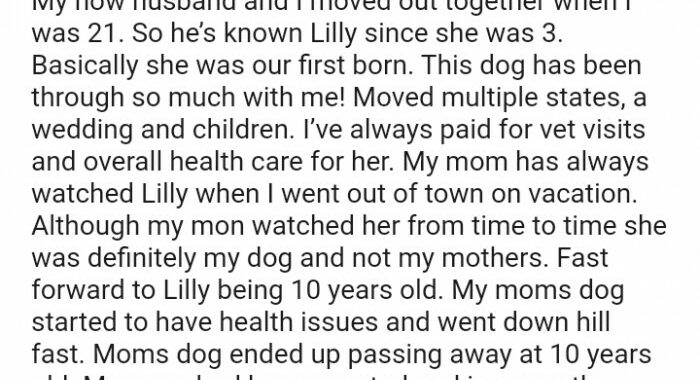 My now husband and I moved out together when I
was 21. So he’s known Lilly since she was 3.
Basically she was our first born. This dog has been
through so much with me! Moved multiple states, a
wedding and children. I’ve always paid for vet visits
and overall health care for her. My mom has always
watched Lilly when I went out of town on vacation.
Although my mon watched her from time to time she
was definitely my dog and not my mothers. Fast
forward to Lilly being 10 years old. My moms dog
started to have health issues and went down hill
fast. Moms dog ended up passing away at 10 years